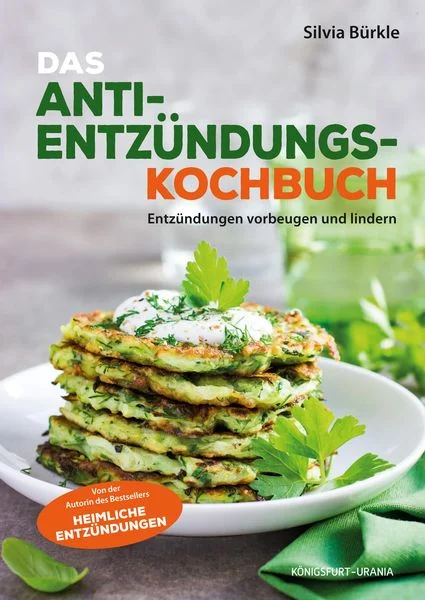 Silvia Bürkle
DAS
ANTI-
ENTZÜNDUNGS-
KOCHBUCH
Entzündungen vorbeugen und lindern
Von der
Autorin des Bestsellers
HEIMLICHE
ENTZÜNDUNGEN
KÖNIGSFURT-URANIA